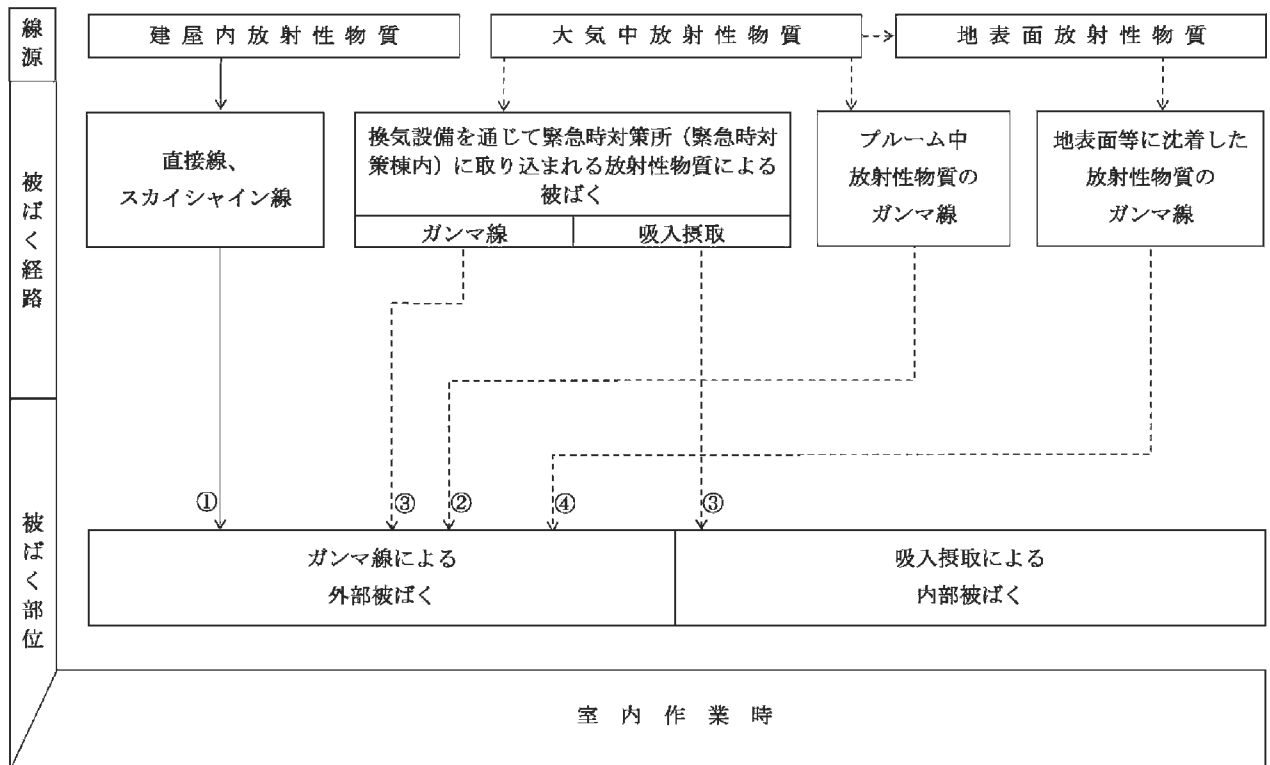 線源
建屋内放射性物質
大気中放射性物質
地表面放射性物質
被ばく経路
直接線、
スカイシャイン線
換気設備を通じて緊急時対策所（緊急時対
策棟内）に取り込まれる放射性物質による
被ばく
ガンマ線
吸入摂取
プルーム中
放射性物質の
ガンマ線
地表面等に沈着した
放射性物質の
ガンマ線
被ばく部位
①
③
②
④
③
ガンマ線による
外部被ばく
吸入摂取による
内部被ばく
室内作業時